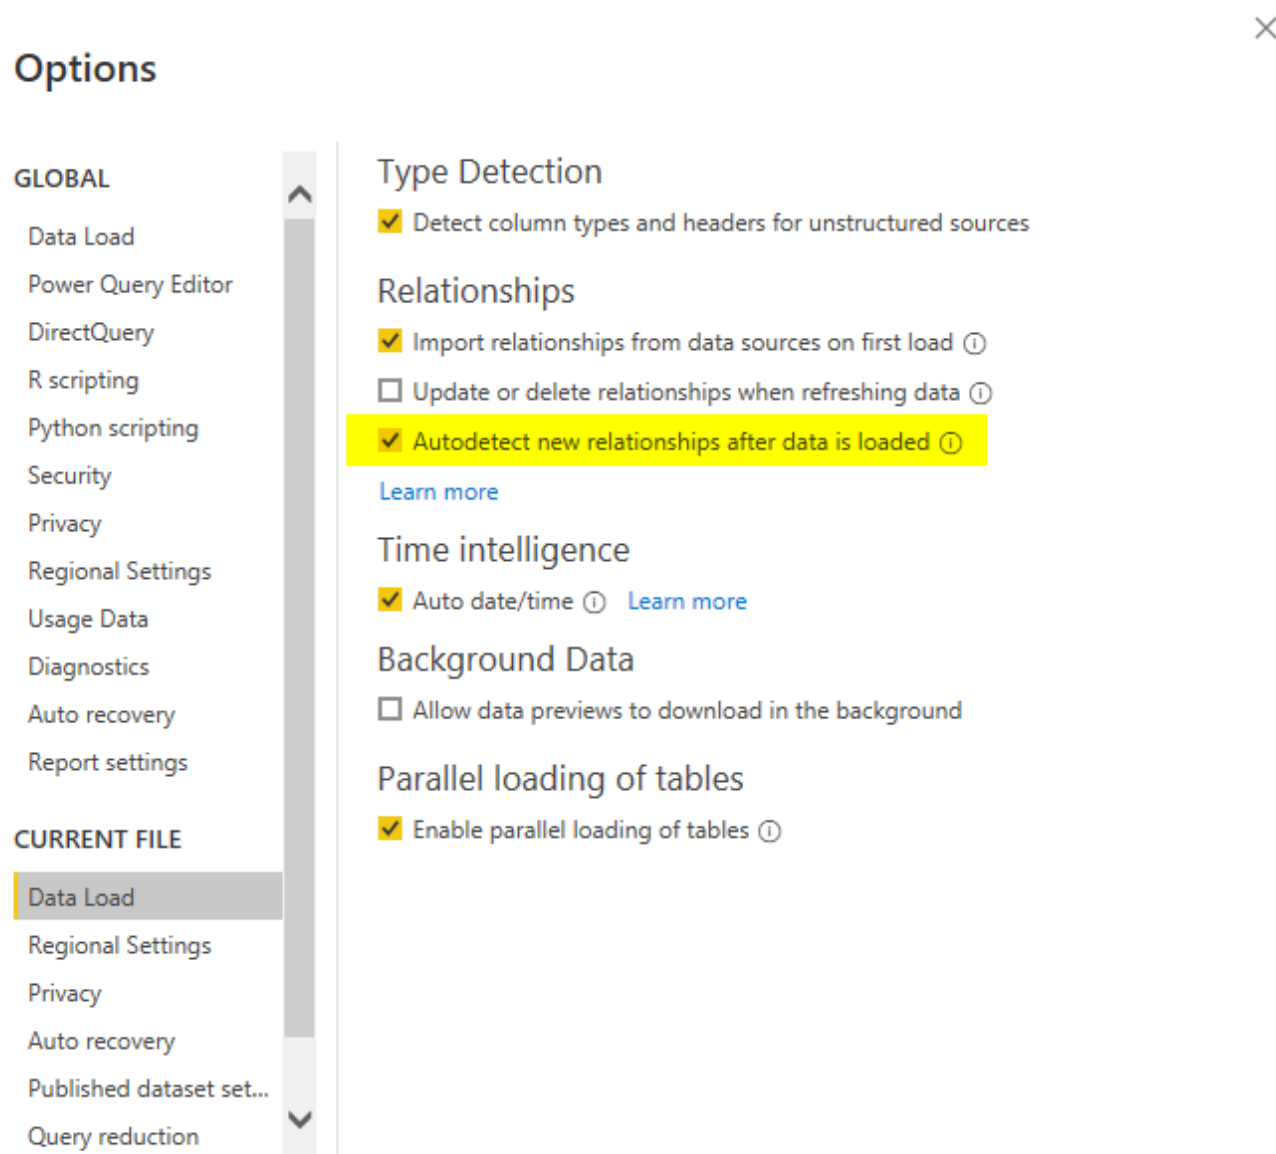 Options
GLOBAL
Data Load
Power Query Editor
DirectQuery
R scripting
Python scripting
Security
Privacy
Regional Settings
Usage Data
Diagnostics
Auto recovery
Report settings
CURRENT FILE
Data Load
Regional Settings
Privacy
Auto recovery
Published dataset set...
Query reduction
Type Detection
Detect column types and headers for unstructured sources
Relationships
Import relationships from data sources on first load
Update or delete relationships when refreshing data
Autodetect new relationships after data is loaded
Learn more
Time intelligence
Auto date/time Learn more
Background Data
Allow data previews to download in the background
Parallel loading of tables
Enable parallel loading of tables